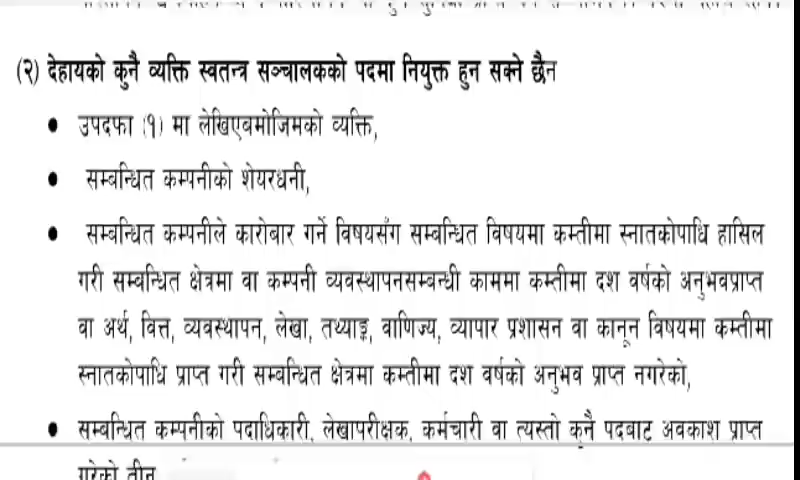 (२) देहायको कुनै व्यक्ति स्वतन्त्र सञ्चालकको पदमा नियुक्त हुन सक्ने छैन
• उपदफा (१) मा लेखिएबमोजिमको व्यक्ति,
• सम्बन्धित कम्पनीको शेयरधनी,
• सम्बन्धित कम्पनीले कारोबार गर्ने विषयसँग सम्बन्धित विषयमा कम्तीमा स्नातकोपाधि हासिल
गरी सम्बन्धित क्षेत्रमा वा कम्पनी व्यवस्थापनसम्बन्धी काममा कम्तीमा दश वर्षको अनुभवप्राप्त
वा अर्थ, वित्त, व्यवस्थापन, लेखा, तथ्याङ्क, वाणिज्य, व्यापार प्रशासन वा कानून विषयमा कम्तीमा
स्नातकोपाधि प्राप्त गरी सम्बन्धित क्षेत्रमा कम्तीमा दश वर्षको अनुभव प्राप्त नगरेको,
• सम्बन्धित कम्पनीको पदाधिकारी, लेखापरीक्षक, कर्मचारी वा त्यस्तो कुनै पदबाट अवकाश प्राप्त
गरेको तीन